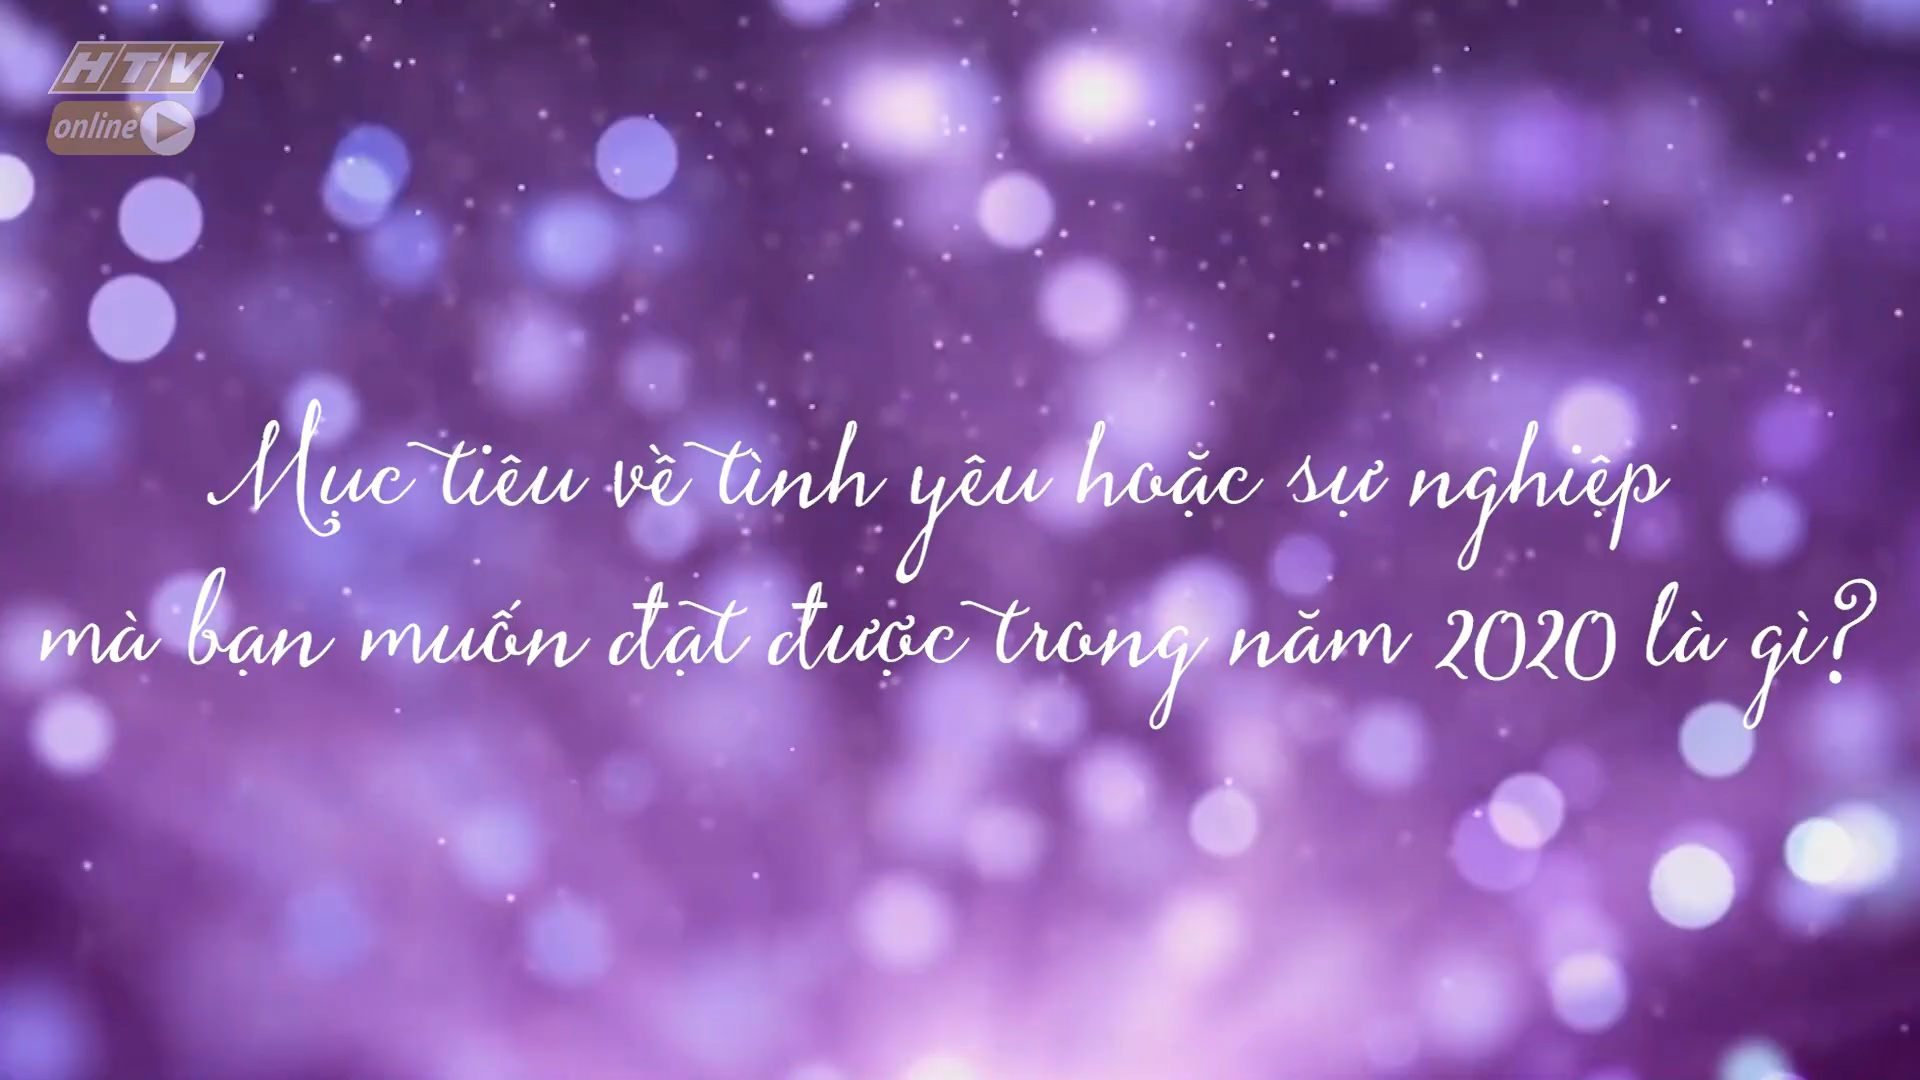 HTV
online
Mục tiêu về tình yêu hoặc sự nghiệp
mà bạn muốn đạt được trong năm 2020 là gì?